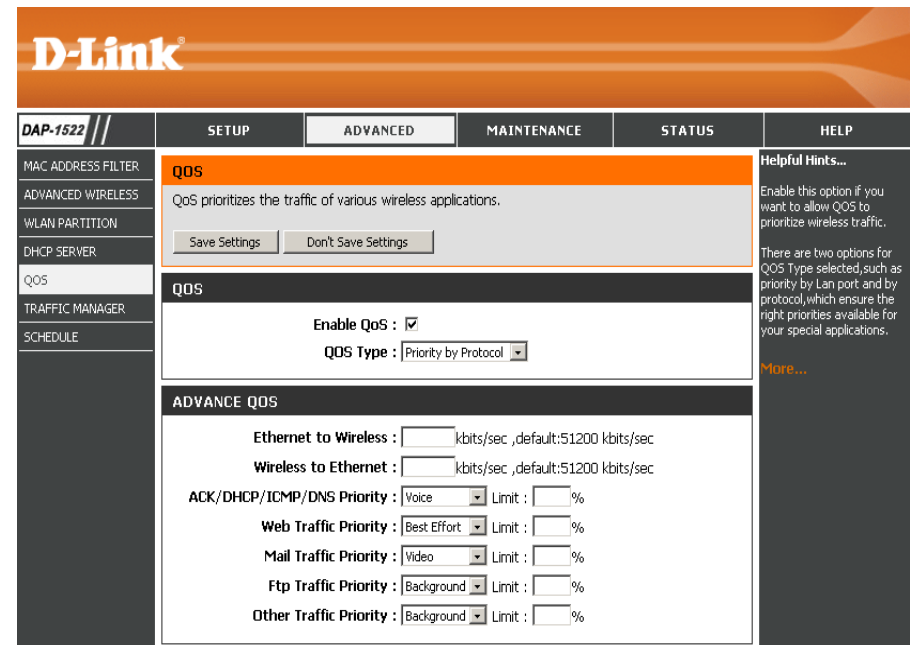 D-Link®
DAP-1522 //
SETUP
ADVANCED
MAINTENANCE
STATUS
HELP
MAC ADDRESS FILTER
ADVANCED WIRELESS
WLAN PARTITION
DHCP SERVER
QOS
TRAFFIC MANAGER
SCHEDULE
QOS
QoS prioritizes the traffic of various wireless applications.
Save Settings
Don't Save Settings
QOS
Enable QoS :
QOS Type : Priority by Protocol
ADVANCE QOS
Ethernet to Wireless : kbits/sec ,default:51200 kbits/sec
Wireless to Ethernet : kbits/sec ,default:51200 kbits/sec
ACK/DHCP/ICMP/DNS Priority : Voice Limit : %
Web Traffic Priority : Best Effort Limit : %
Mail Traffic Priority : Video Limit : %
Ftp Traffic Priority : Background Limit : %
Other Traffic Priority : Background Limit : %
Helpful Hints...
Enable this option if you
want to allow QOS to
prioritize wireless traffic.
There are two options for
QOS Type selected,such as
priority by Lan port and by
protocol,which ensure the
right priorities available for
your special applications.
More...